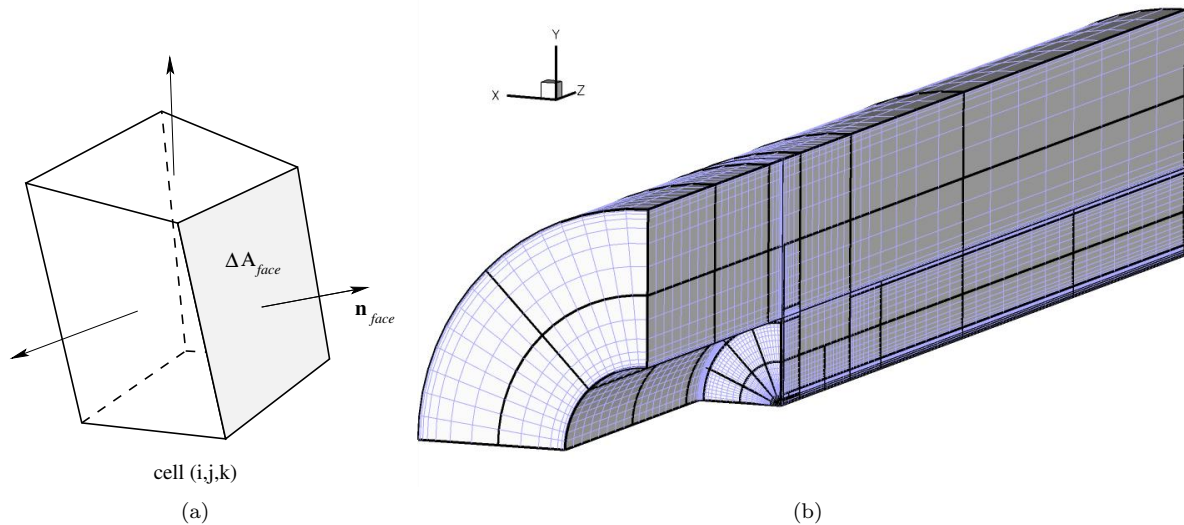 Y
X
Z
ΔA_face
n_face
cell (i,j,k)
(a)
(b)